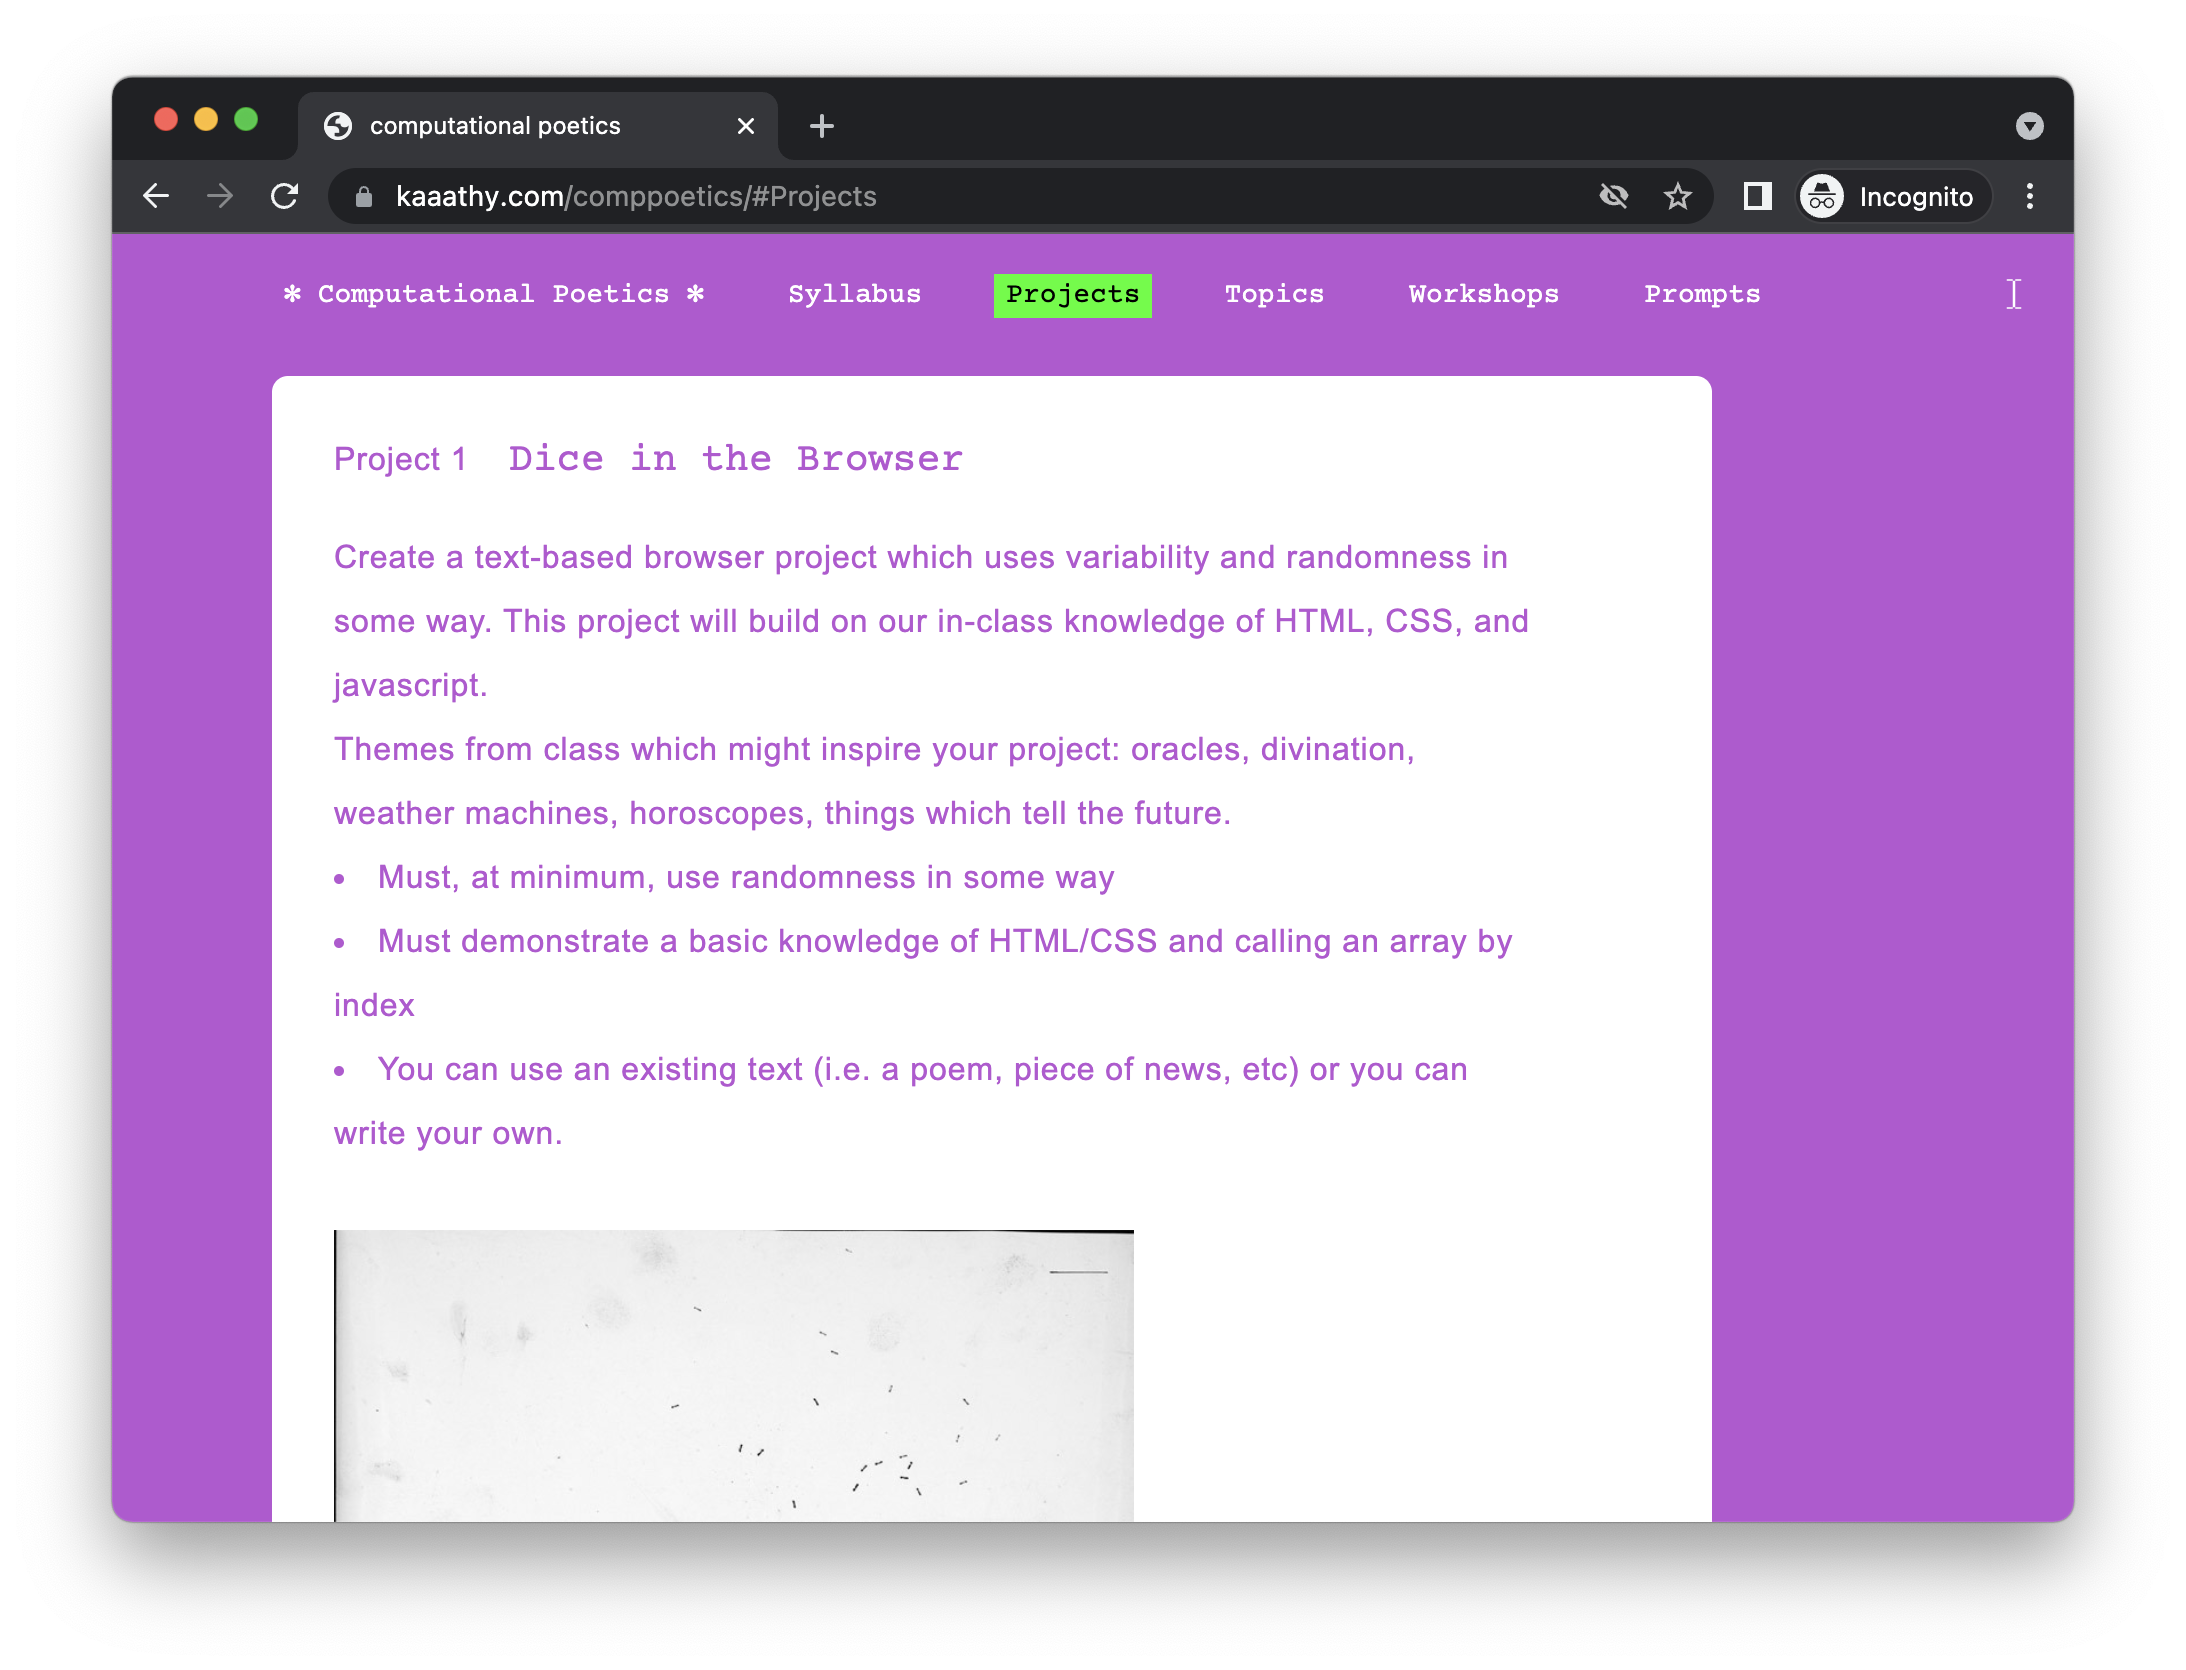 computational poetics
kaaathy.com/comppoetics/#Projects
Incognito
✻ Computational Poetics ✻ Syllabus Projects Topics Workshops Prompts
Project 1 Dice in the Browser
Create a text-based browser project which uses variability and randomness in
some way. This project will build on our in-class knowledge of HTML, CSS, and
javascript.
Themes from class which might inspire your project: oracles, divination,
weather machines, horoscopes, things which tell the future.
• Must, at minimum, use randomness in some way
• Must demonstrate a basic knowledge of HTML/CSS and calling an array by
index
• You can use an existing text (i.e. a poem, piece of news, etc) or you can
write your own.